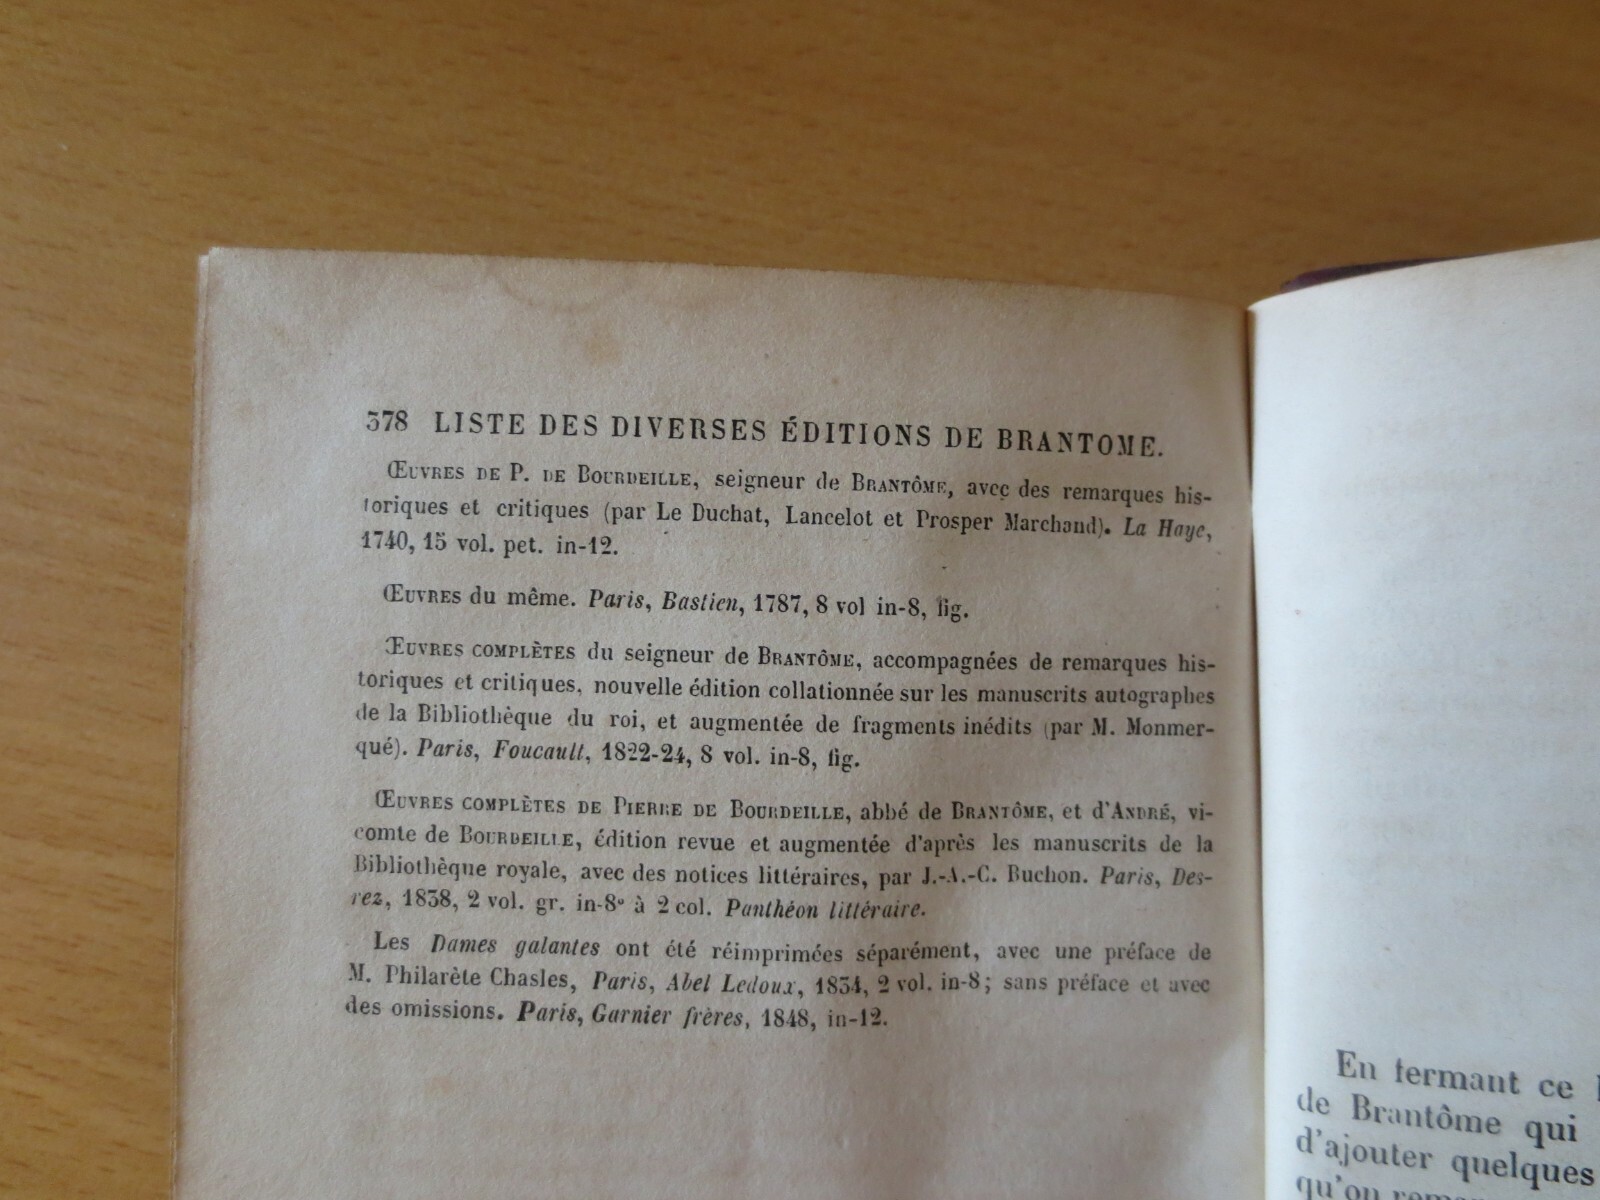 378 LISTE DES DIVERSES ÉDITIONS DE BRANTOME.
ŒUVRES DE P. DE BOURDEILLE, seigneur de BRANTÔME, avec des remarques his-
toriques et critiques (par Le Duchat, Lancelot et Prosper Marchand). La Haye,
1740, 15 vol. pet. in-12.
ŒUVRES du même. Paris, Bastien, 1787, 8 vol in-8, fig.
ŒUVRES COMPLÈTES du seigneur de BRANTÔME, accompagnées de remarques his-
toriques et critiques, nouvelle édition collationnée sur les manuscrits autographes
de la Bibliothèque du roi, et augmentée de fragments inédits (par M. Monmer-
qué). Paris, Foucault, 1822-24, 8 vol. in-8, fig.
ŒUVRES COMPLÈTES DE PIERRE DE BOURDEILLE, abbé de BRANTÔME, et d'ANDRÉ, vi-
comte de BOURDEILLE, édition revue et augmentée d'après les manuscrits de la
Bibliothèque royale, avec des notices littéraires, par J.-A.-C. Buchon. Paris, Des-
rez, 1838, 2 vol. gr. in-8º à 2 col. Panthéon littéraire.
Les Dames galantes ont été réimprimées séparément, avec une préface de
M. Philarète Chasles, Paris, Abel Ledoux, 1834, 2 vol. in-8; sans préface et avec
des omissions. Paris, Garnier frères, 1848, in-12.
En fermant ce
de Brantôme qui
d'ajouter quelques
qu'on